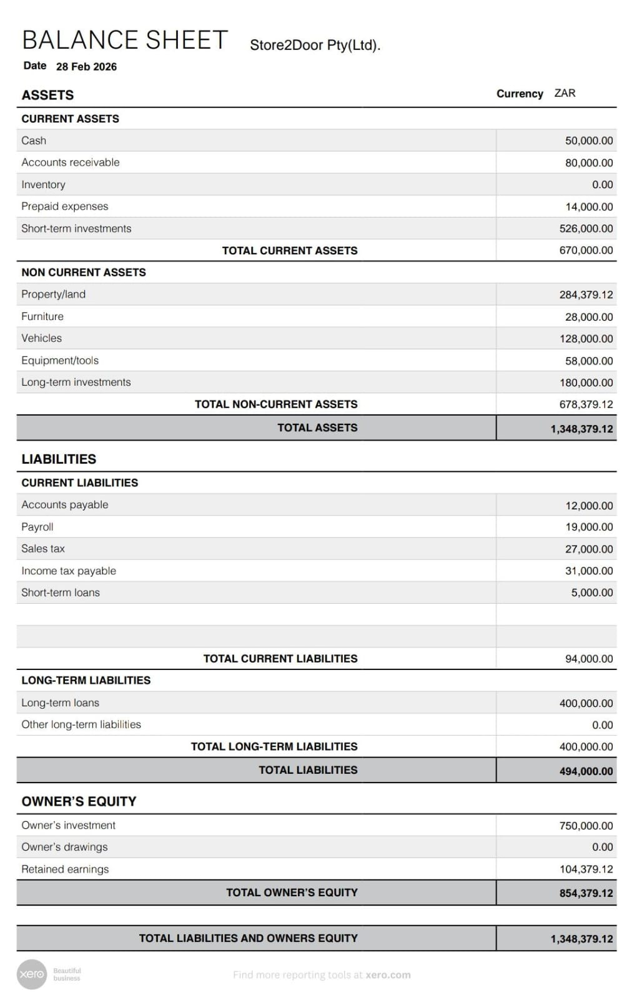 BALANCE SHEET Store2Door Pty(Ltd).
Date 28 Feb 2026
ASSETS Currency ZAR
CURRENT ASSETS
Cash 50,000.00
Accounts receivable 80,000.00
Inventory 0.00
Prepaid expenses 14,000.00
Short-term investments 526,000.00
TOTAL CURRENT ASSETS 670,000.00
NON CURRENT ASSETS
Property/land 284,379.12
Furniture 28,000.00
Vehicles 128,000.00
Equipment/tools 58,000.00
Long-term investments 180,000.00
TOTAL NON-CURRENT ASSETS 678,379.12
TOTAL ASSETS 1,348,379.12
LIABILITIES
CURRENT LIABILITIES
Accounts payable 12,000.00
Payroll 19,000.00
Sales tax 27,000.00
Income tax payable 31,000.00
Short-term loans 5,000.00
TOTAL CURRENT LIABILITIES 94,000.00
LONG-TERM LIABILITIES
Long-term loans 400,000.00
Other long-term liabilities 0.00
TOTAL LONG-TERM LIABILITIES 400,000.00
TOTAL LIABILITIES 494,000.00
OWNER'S EQUITY
Owner's investment 750,000.00
Owner's drawings 0.00
Retained earnings 104,379.12
TOTAL OWNER'S EQUITY 854,379.12
TOTAL LIABILITIES AND OWNERS EQUITY 1,348,379.12
xero Beautiful business Find more reporting tools at xero.com